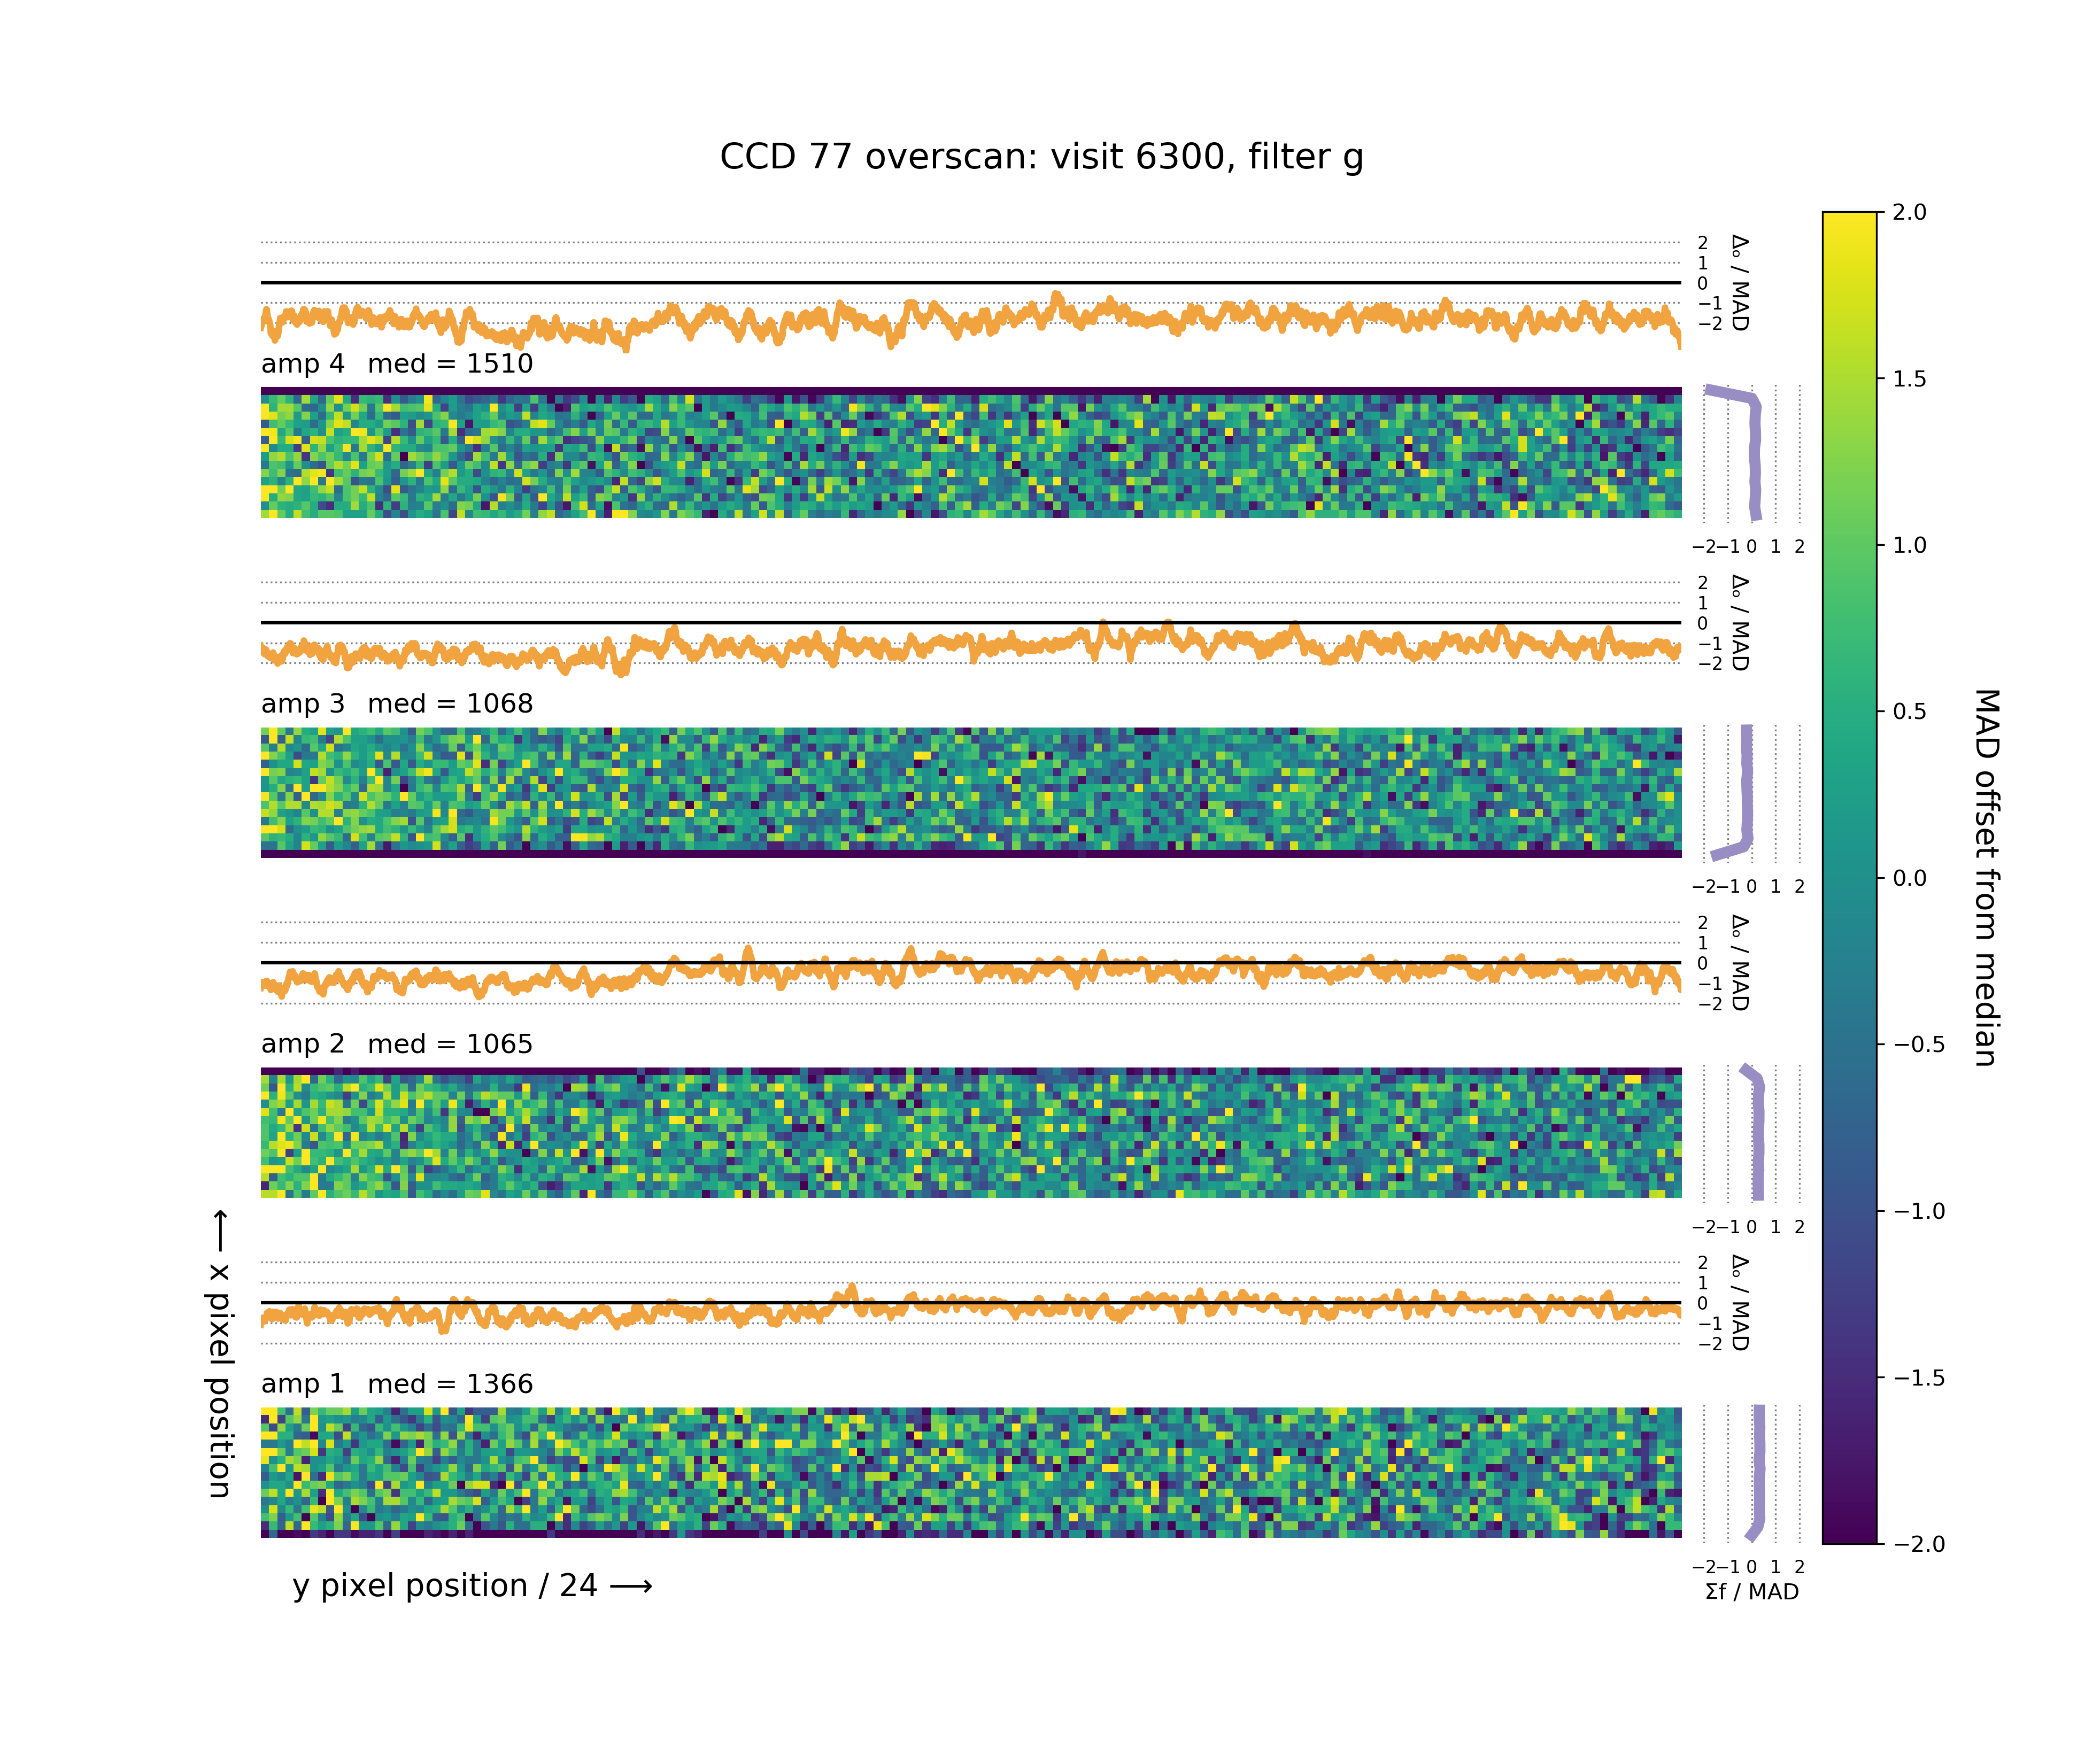 CCD 77 overscan: visit 6300, filter g
2
1
0
−1
−2
Δₒ / MAD
amp 4 med = 1510
−2 −1 0 1 2
2
1
0
−1
−2
Δₒ / MAD
amp 3 med = 1068
−2 −1 0 1 2
2
1
0
−1
−2
Δₒ / MAD
amp 2 med = 1065
−2 −1 0 1 2
2
1
0
−1
−2
Δₒ / MAD
amp 1 med = 1366
−2 −1 0 1 2
Σf / MAD
y pixel position / 24 ⟶
⟵ x pixel position
2.0
1.5
1.0
0.5
0.0
−0.5
−1.0
−1.5
−2.0
MAD offset from median